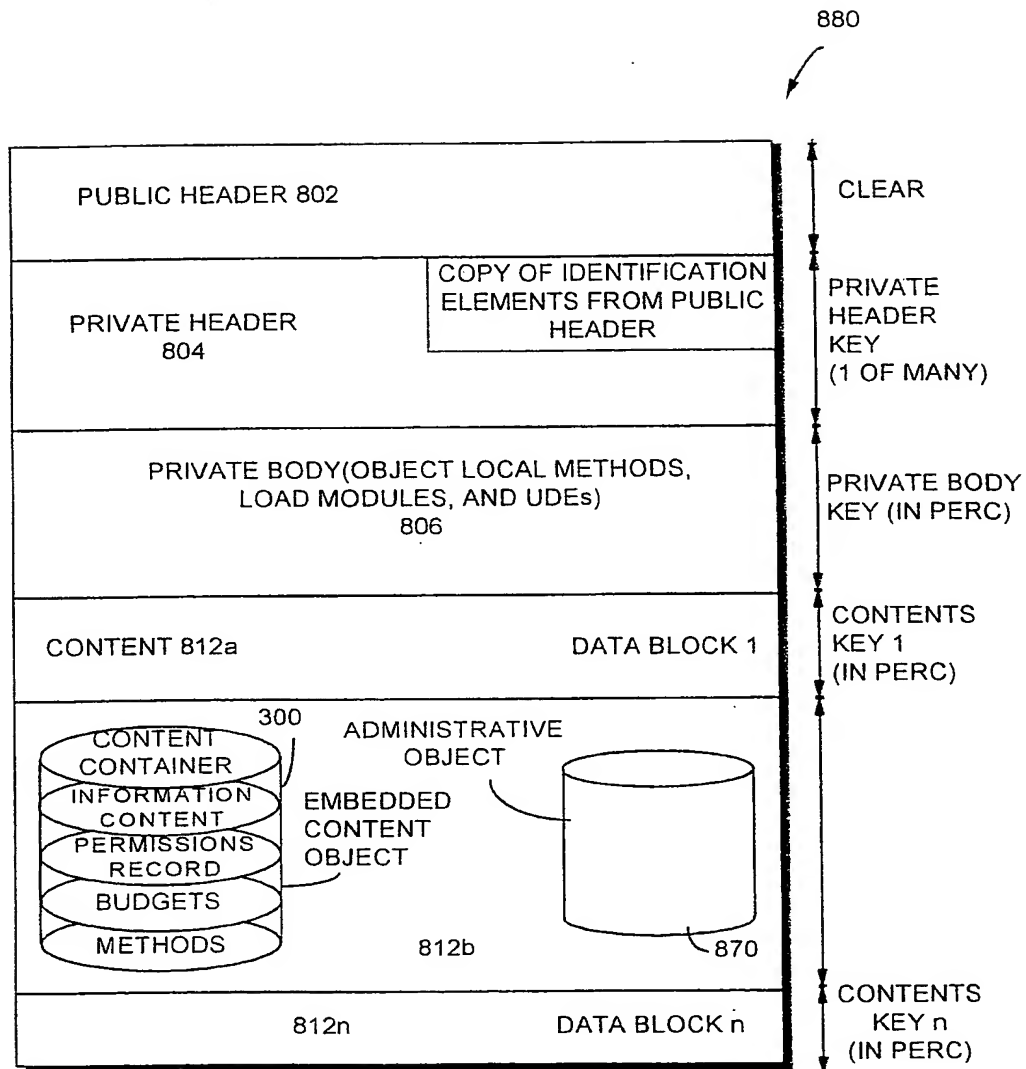 880
PUBLIC HEADER 802
CLEAR
PRIVATE HEADER
804
COPY OF IDENTIFICATION
ELEMENTS FROM PUBLIC
HEADER
PRIVATE
HEADER
KEY
(1 OF MANY)
PRIVATE BODY(OBJECT LOCAL METHODS,
LOAD MODULES, AND UDEs)
806
PRIVATE BODY
KEY (IN PERC)
CONTENT 812a
DATA BLOCK 1
CONTENTS
KEY 1
(IN PERC)
CONTENT
CONTAINER
INFORMATION
CONTENT
PERMISSIONS
RECORD
BUDGETS
METHODS
300
EMBEDDED
CONTENT
OBJECT
ADMINISTRATIVE
OBJECT
812b
870
812n
DATA BLOCK n
CONTENTS
KEY n
(IN PERC)